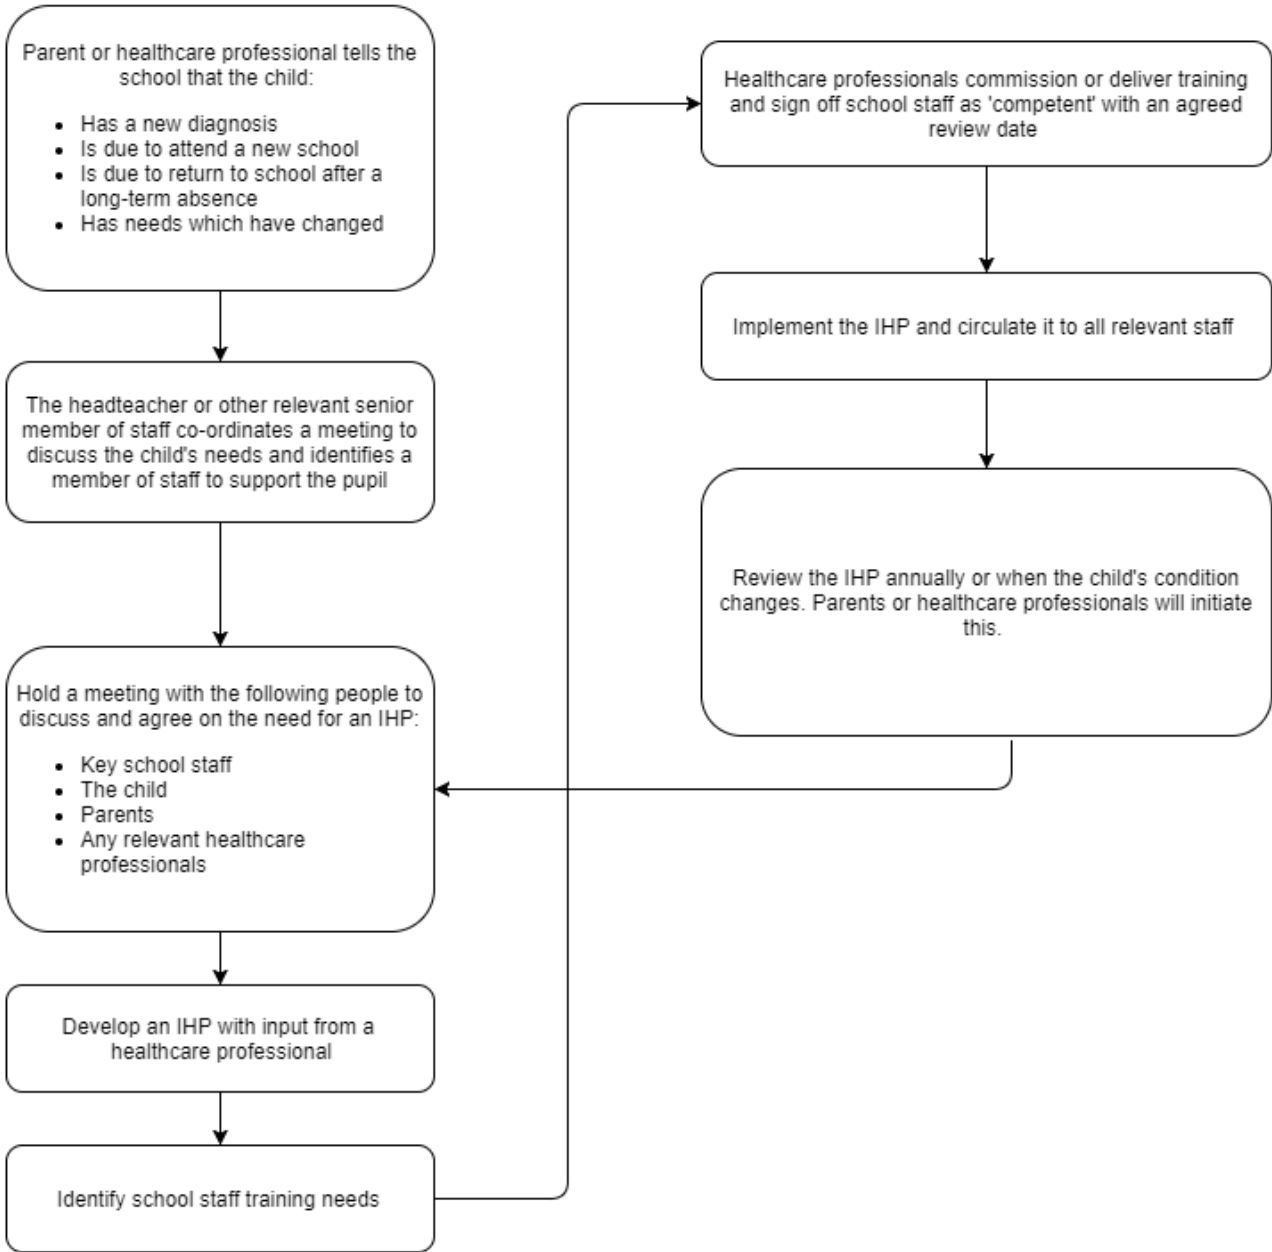 Parent or healthcare professional tells the
school that the child:
• Has a new diagnosis
• Is due to attend a new school
• Is due to return to school after a
long-term absence
• Has needs which have changed
The headteacher or other relevant senior
member of staff co-ordinates a meeting to
discuss the child's needs and identifies a
member of staff to support the pupil
Hold a meeting with the following people to
discuss and agree on the need for an IHP:
• Key school staff
• The child
• Parents
• Any relevant healthcare
professionals
Develop an IHP with input from a
healthcare professional
Identify school staff training needs
Healthcare professionals commission or deliver training
and sign off school staff as 'competent' with an agreed
review date
Implement the IHP and circulate it to all relevant staff
Review the IHP annually or when the child's condition
changes. Parents or healthcare professionals will initiate
this.